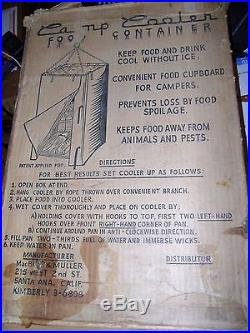 Camp Cooler
FOOD CONTAINER
KEEP FOOD AND DRINK
COOL WITHOUT ICE.
CONVENIENT FOOD CUPBOARD
FOR CAMPERS.
PREVENTS LOSS BY FOOD
SPOILAGE.
KEEPS FOOD AWAY FROM
ANIMALS AND PESTS.
PATENT APPLIED FOR.
DIRECTIONS
FOR BEST RESULTS SET COOLER UP AS FOLLOWS:
1. OPEN BOX AT END.
2. HANG COOLER BY ROPE THROWN OVER CONVENIENT BRANCH.
3. PLACE FOOD INTO COOLER.
4. WET COVER THOROUGHLY AND PLACE ON COOLER BY:
A) HOLDING COVER WITH HOOKS TO TOP, FIRST TWO LEFT-HAND
HOOKS OVER FRONT RIGHT-HAND CORNER OF PAN.
B) CONTINUE AROUND PAN IN ANTI-CLOCKWISE DIRECTION.
5. FILL PAN TWO-THIRDS FULL OF WATER AND IMMERSE WICKS.
6. KEEP WATER IN PAN.
MANUFACTURER
& MULLER
215 WEST 2ND ST.
SANTA ANA, CALIF.
KIMBERLY 3-6808
DISTRIBUTOR